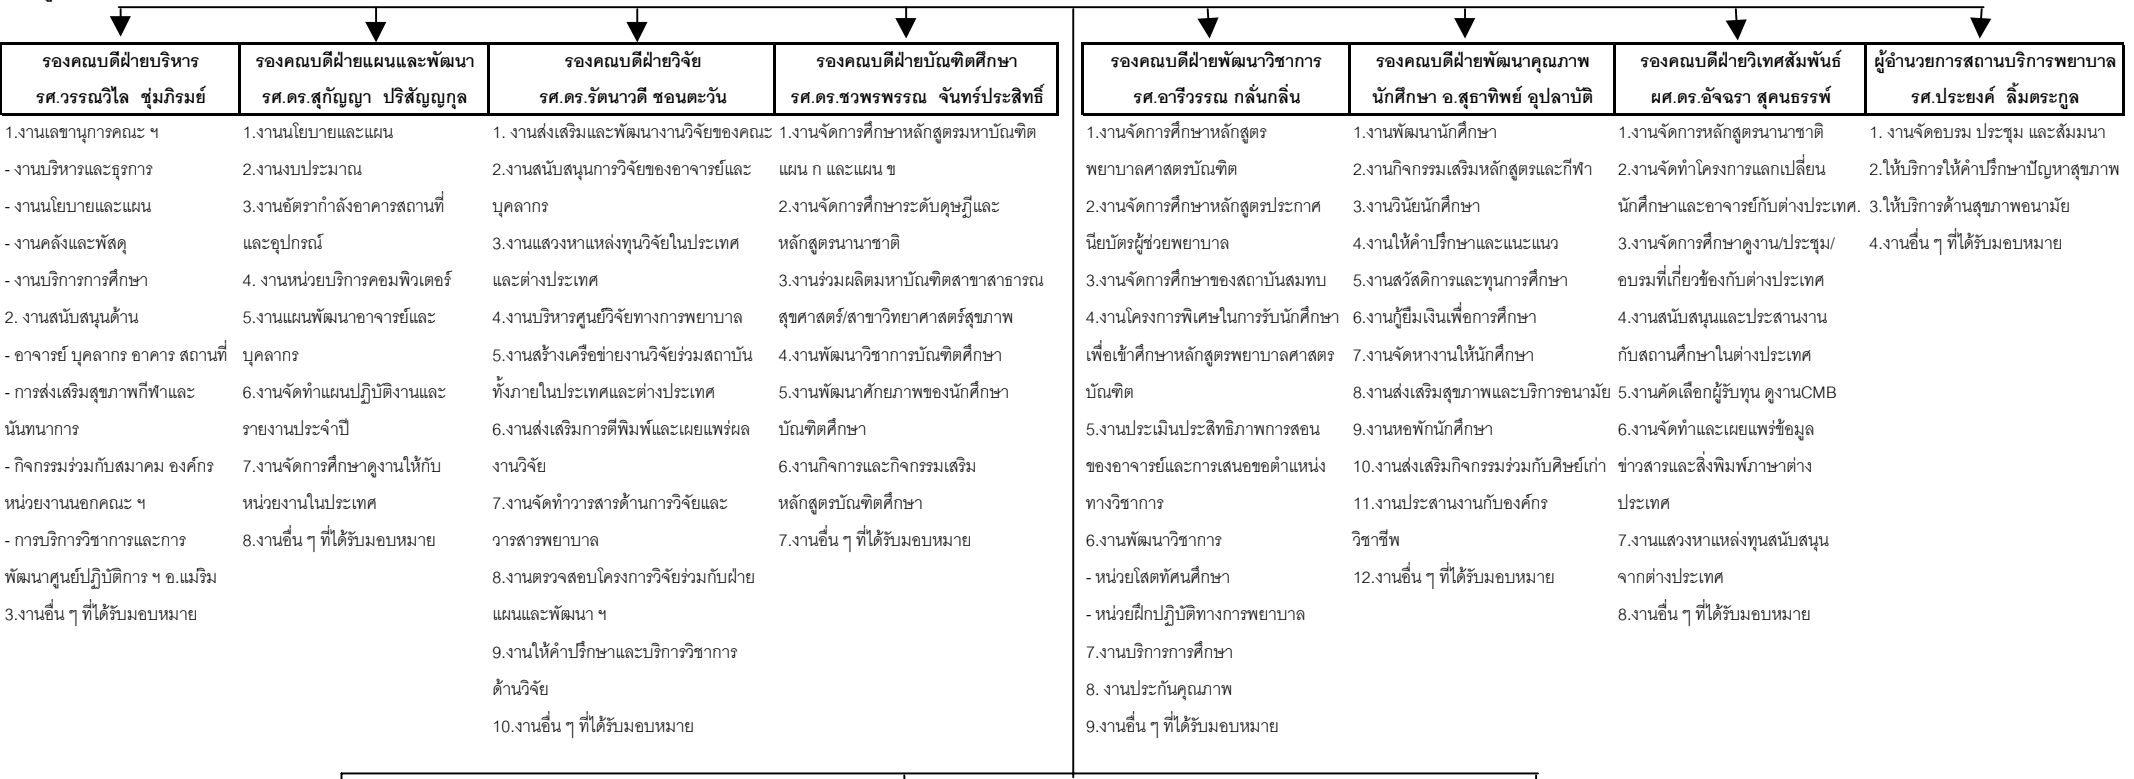 รองคณบดีฝ่ายบริหาร
รศ.วรรณวิไล ชุ่มภิรมย์
1.งานเลขานุการคณะ ฯ
- งานบริหารและธุรการ
- งานนโยบายและแผน
- งานคลังและพัสดุ
- งานบริการการศึกษา
2. งานสนับสนุนด้าน
- อาจารย์ บุคลากร อาคาร สถานที่
- การส่งเสริมสุขภาพกีฬาและ
นันทนาการ
- กิจกรรมร่วมกับสมาคม องค์กร
หน่วยงานนอกคณะ ฯ
- การบริการวิชาการและการ
พัฒนาศูนย์ปฏิบัติการ ฯ อ.แม่ริม
3.งานอื่น ๆ ที่ได้รับมอบหมาย
รองคณบดีฝ่ายแผนและพัฒนา
รศ.ดร.สุกัญญา ปริสัญญกุล
1.งานนโยบายและแผน
2.งานงบประมาณ
3.งานอัตรากำลังอาคารสถานที่
และอุปกรณ์
4. งานหน่วยบริการคอมพิวเตอร์
5.งานแผนพัฒนาอาจารย์และ
บุคลากร
6.งานจัดทำแผนปฏิบัติงานและ
รายงานประจำปี
7.งานจัดการศึกษาดูงานให้กับ
หน่วยงานในประเทศ
8.งานอื่น ๆ ที่ได้รับมอบหมาย
รองคณบดีฝ่ายวิจัย
รศ.ดร.รัตนาวดี ชอนตะวัน
1. งานส่งเสริมและพัฒนางานวิจัยของคณะ
2.งานสนับสนุนการวิจัยของอาจารย์และ
บุคลากร
3.งานแสวงหาแหล่งทุนวิจัยในประเทศ
และต่างประเทศ
4.งานบริหารศูนย์วิจัยทางการพยาบาล
5.งานสร้างเครือข่ายงานวิจัยร่วมสถาบัน
ทั้งภายในประเทศและต่างประเทศ
6.งานส่งเสริมการตีพิมพ์และเผยแพร่ผล
งานวิจัย
7.งานจัดทำวารสารด้านการวิจัยและ
วารสารพยาบาล
8.งานตรวจสอบโครงการวิจัยร่วมกับฝ่าย
แผนและพัฒนา ฯ
9.งานให้คำปรึกษาและบริการวิชาการ
ด้านวิจัย
10.งานอื่น ๆ ที่ได้รับมอบหมาย
รองคณบดีฝ่ายบัณฑิตศึกษา
รศ.ดร.ชวพรพรรณ จันทร์ประสิทธิ์
1.งานจัดการศึกษาหลักสูตรมหาบัณฑิต
แผน ก และแผน ข
2.งานจัดการศึกษาระดับดุษฎีและ
หลักสูตรนานาชาติ
3.งานร่วมผลิตมหาบัณฑิตสาขาสาธารณ
สุขศาสตร์/สาขาวิทยาศาสตร์สุขภาพ
4.งานพัฒนาวิชาการบัณฑิตศึกษา
5.งานพัฒนาศักยภาพของนักศึกษา
บัณฑิตศึกษา
6.งานกิจการและกิจกรรมเสริม
หลักสูตรบัณฑิตศึกษา
7.งานอื่น ๆ ที่ได้รับมอบหมาย
รองคณบดีฝ่ายพัฒนาวิชาการ
รศ.อารีวรรณ กลั่นกลิ่น
1.งานจัดการศึกษาหลักสูตร
พยาบาลศาสตรบัณฑิต
2.งานจัดการศึกษาหลักสูตรประกาศ
นียบัตรผู้ช่วยพยาบาล
3.งานจัดการศึกษาของสถาบันสมทบ
4.งานโครงการพิเศษในการรับนักศึกษา
เพื่อเข้าศึกษาหลักสูตรพยาบาลศาสตร
บัณฑิต
5.งานประเมินประสิทธิภาพการสอน
ของอาจารย์และการเสนอขอตำแหน่ง
ทางวิชาการ
6.งานพัฒนาวิชาการ
- หน่วยโสตทัศนศึกษา
- หน่วยฝึกปฏิบัติทางการพยาบาล
7.งานบริการการศึกษา
8. งานประกันคุณภาพ
9.งานอื่น ๆ ที่ได้รับมอบหมาย
รองคณบดีฝ่ายพัฒนาคุณภาพ
นักศึกษา อ.สุธาทิพย์ อุปลาบัติ
1.งานพัฒนานักศึกษา
2.งานกิจกรรมเสริมหลักสูตรและกีฬา
3.งานวินัยนักศึกษา
4.งานให้คำปรึกษาและแนะแนว
5.งานสวัสดิการและทุนการศึกษา
6.งานกู้ยืมเงินเพื่อการศึกษา
7.งานจัดหางานให้นักศึกษา
8.งานส่งเสริมสุขภาพและบริการอนามัย
9.งานหอพักนักศึกษา
10.งานส่งเสริมกิจกรรมร่วมกับศิษย์เก่า
11.งานประสานงานกับองค์กร
วิชาชีพ
12.งานอื่น ๆ ที่ได้รับมอบหมาย
รองคณบดีฝ่ายวิเทศสัมพันธ์
ผศ.ดร.อัจฉรา สุคนธรรพ์
1.งานจัดการหลักสูตรนานาชาติ
2.งานจัดทำโครงการแลกเปลี่ยน
นักศึกษาและอาจารย์กับต่างประเทศ.
3.งานจัดการศึกษาดูงาน/ประชุม/
อบรมที่เกี่ยวข้องกับต่างประเทศ
4.งานสนับสนุนและประสานงาน
กับสถานศึกษาในต่างประเทศ
5.งานคัดเลือกผู้รับทุน ดูงานCMB
6.งานจัดทำและเผยแพร่ข้อมูล
ข่าวสารและสิ่งพิมพ์ภาษาต่าง
ประเทศ
7.งานแสวงหาแหล่งทุนสนับสนุน
จากต่างประเทศ
8.งานอื่น ๆ ที่ได้รับมอบหมาย
ผู้อำนวยการสถานบริการพยาบาล
รศ.ประยงค์ ลิ้มตระกูล
1. งานจัดอบรม ประชุม และสัมมนา
2.ให้บริการให้คำปรึกษาปัญหาสุขภาพ
3.ให้บริการด้านสุขภาพอนามัย
4.งานอื่น ๆ ที่ได้รับมอบหมาย